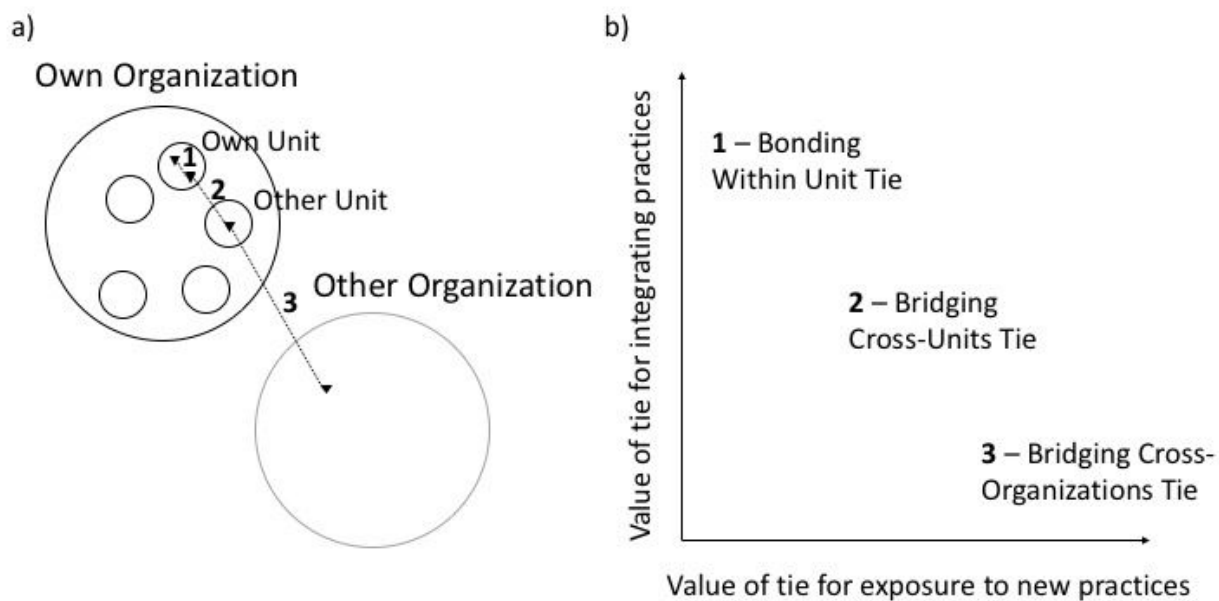 a)
Own Organization
Own Unit
1
2
Other Unit
3
Other Organization
b)
Value of tie for integrating practices
1 – Bonding
Within Unit Tie
2 – Bridging
Cross-Units Tie
3 – Bridging Cross-
Organizations Tie
Value of tie for exposure to new practices